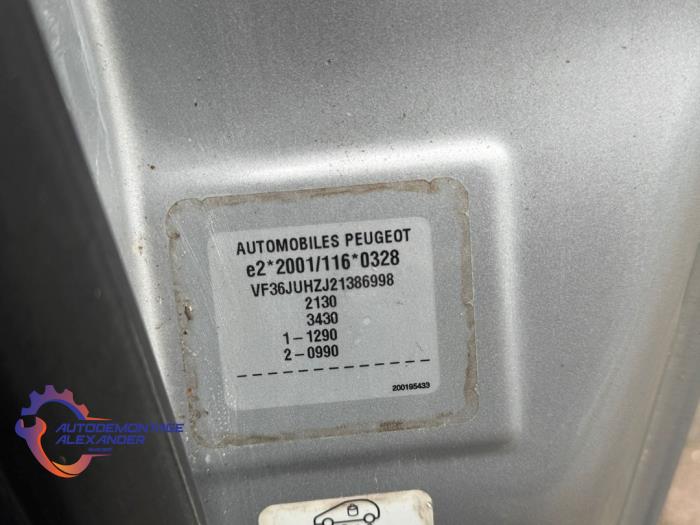 AUTOMOBILES PEUGEOT
e2*2001/116*0328
VF36JUHZJ21386998
2130
3430
1-1290
2-0990
200195433
AUTODEMONTAGE
ALEXANDER